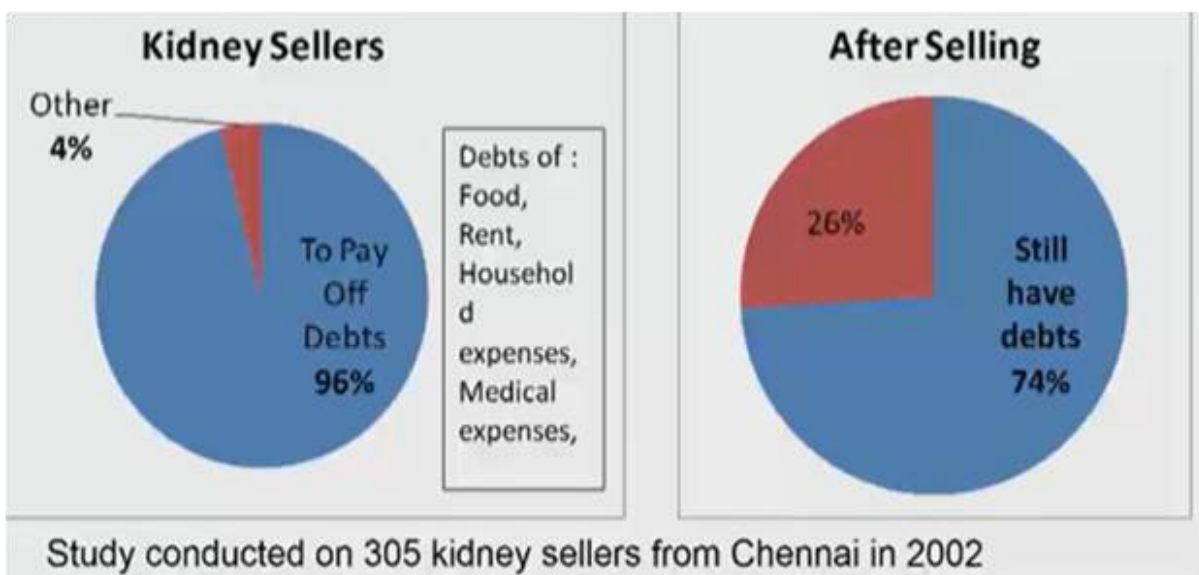 Kidney Sellers
Other
4%
To Pay
Off
Debts
96%
Debts of :
Food,
Rent,
Househol
d
expenses,
Medical
expenses,
After Selling
26%
Still
have
debts
74%
Study conducted on 305 kidney sellers from Chennai in 2002